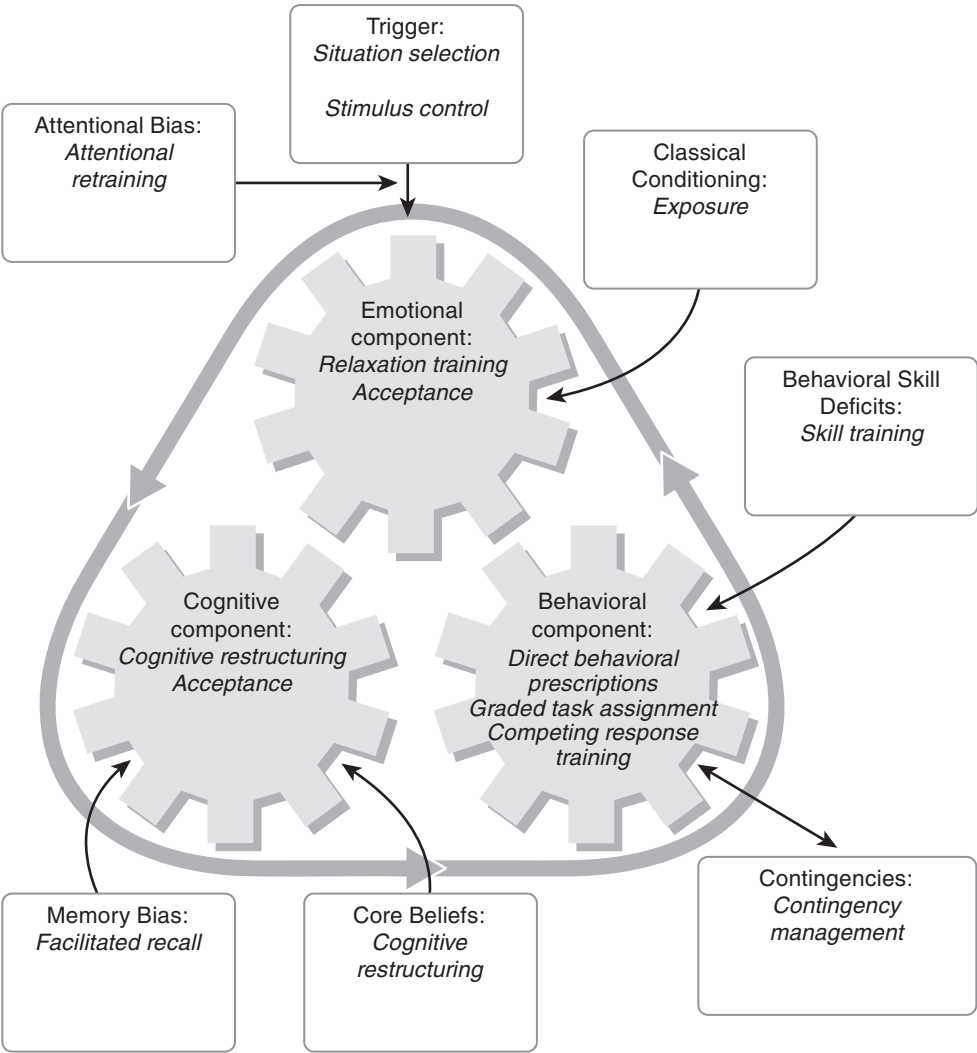 Trigger:
Situation selection
Stimulus control
Attentional Bias:
Attentional
retraining
Classical
Conditioning:
Exposure
Emotional
component:
Relaxation training
Acceptance
Behavioral Skill
Deficits:
Skill training
Cognitive
component:
Cognitive restructuring
Acceptance
Behavioral
component:
Direct behavioral
prescriptions
Graded task assignment
Competing response
training
Memory Bias:
Facilitated recall
Core Beliefs:
Cognitive
restructuring
Contingencies:
Contingency
management